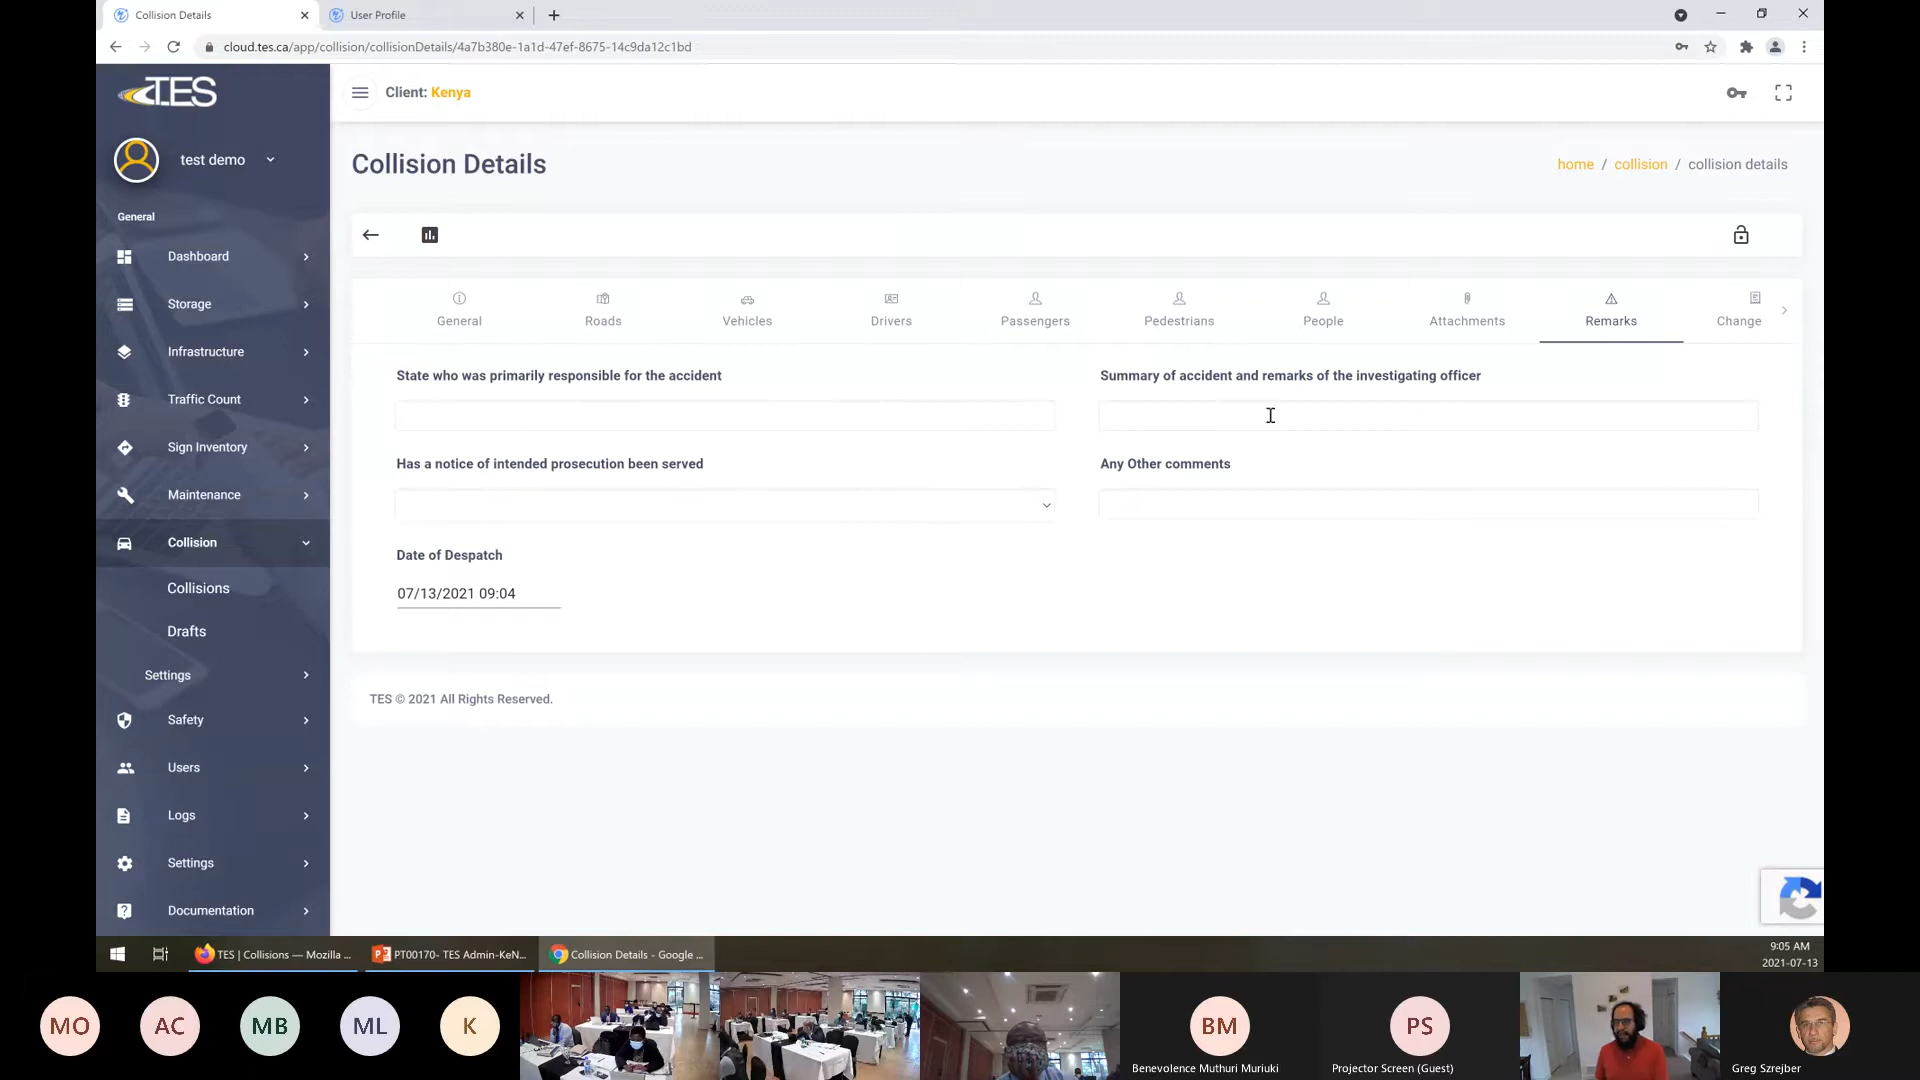 Collision Details
User Profile
cloud.tes.ca/app/collision/collisionDetails/4a7b380e-1a1d-47ef-8675-14c9da12c1bd
TES
Client: Kenya
test demo
Collision Details
home / collision / collision details
General
Dashboard
Storage
Infrastructure
Traffic Count
Sign Inventory
Maintenance
Collision
Collisions
Drafts
Settings
Safety
Users
Logs
Settings
Documentation
General
Roads
Vehicles
Drivers
Passengers
Pedestrians
People
Attachments
Remarks
Change
State who was primarily responsible for the accident
Summary of accident and remarks of the investigating officer
Has a notice of intended prosecution been served
Any Other comments
Date of Despatch
07/13/2021 09:04
TES © 2021 All Rights Reserved.
TES | Collisions — Mozilla ...
PT00170- TES Admin-KeN...
Collision Details - Google ...
9:05 AM
2021-07-13
MO
AC
MB
ML
K
BM
PS
Benevolence Muthuri Muriuki
Projector Screen (Guest)
Greg Szrejber